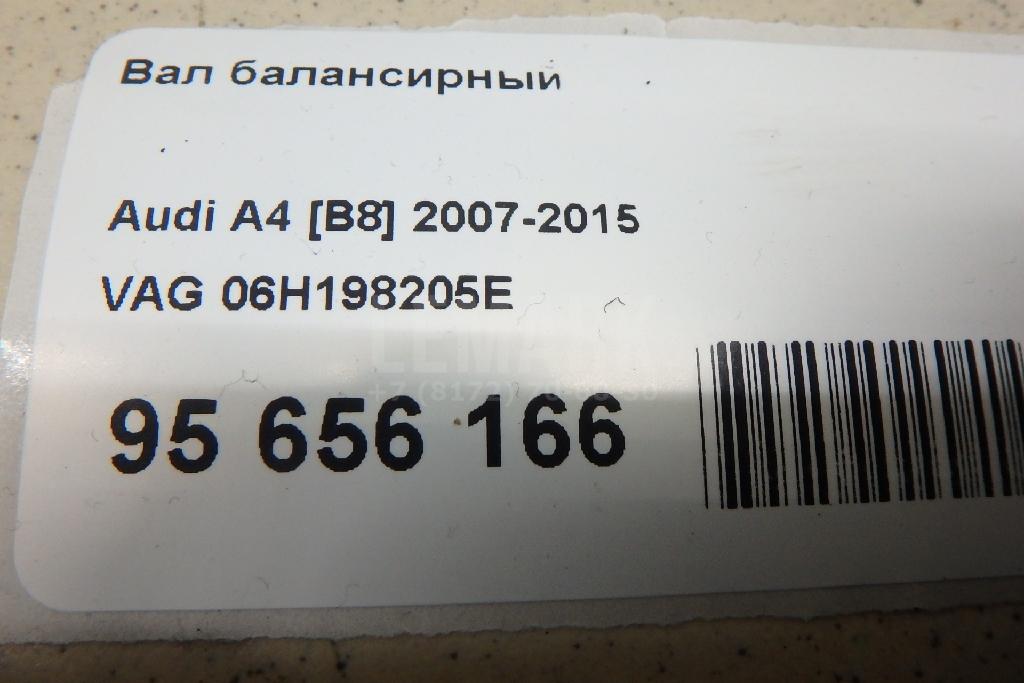 Вал балансирный
Audi A4 [B8] 2007-2015
VAG 06H198205E
95 656 166